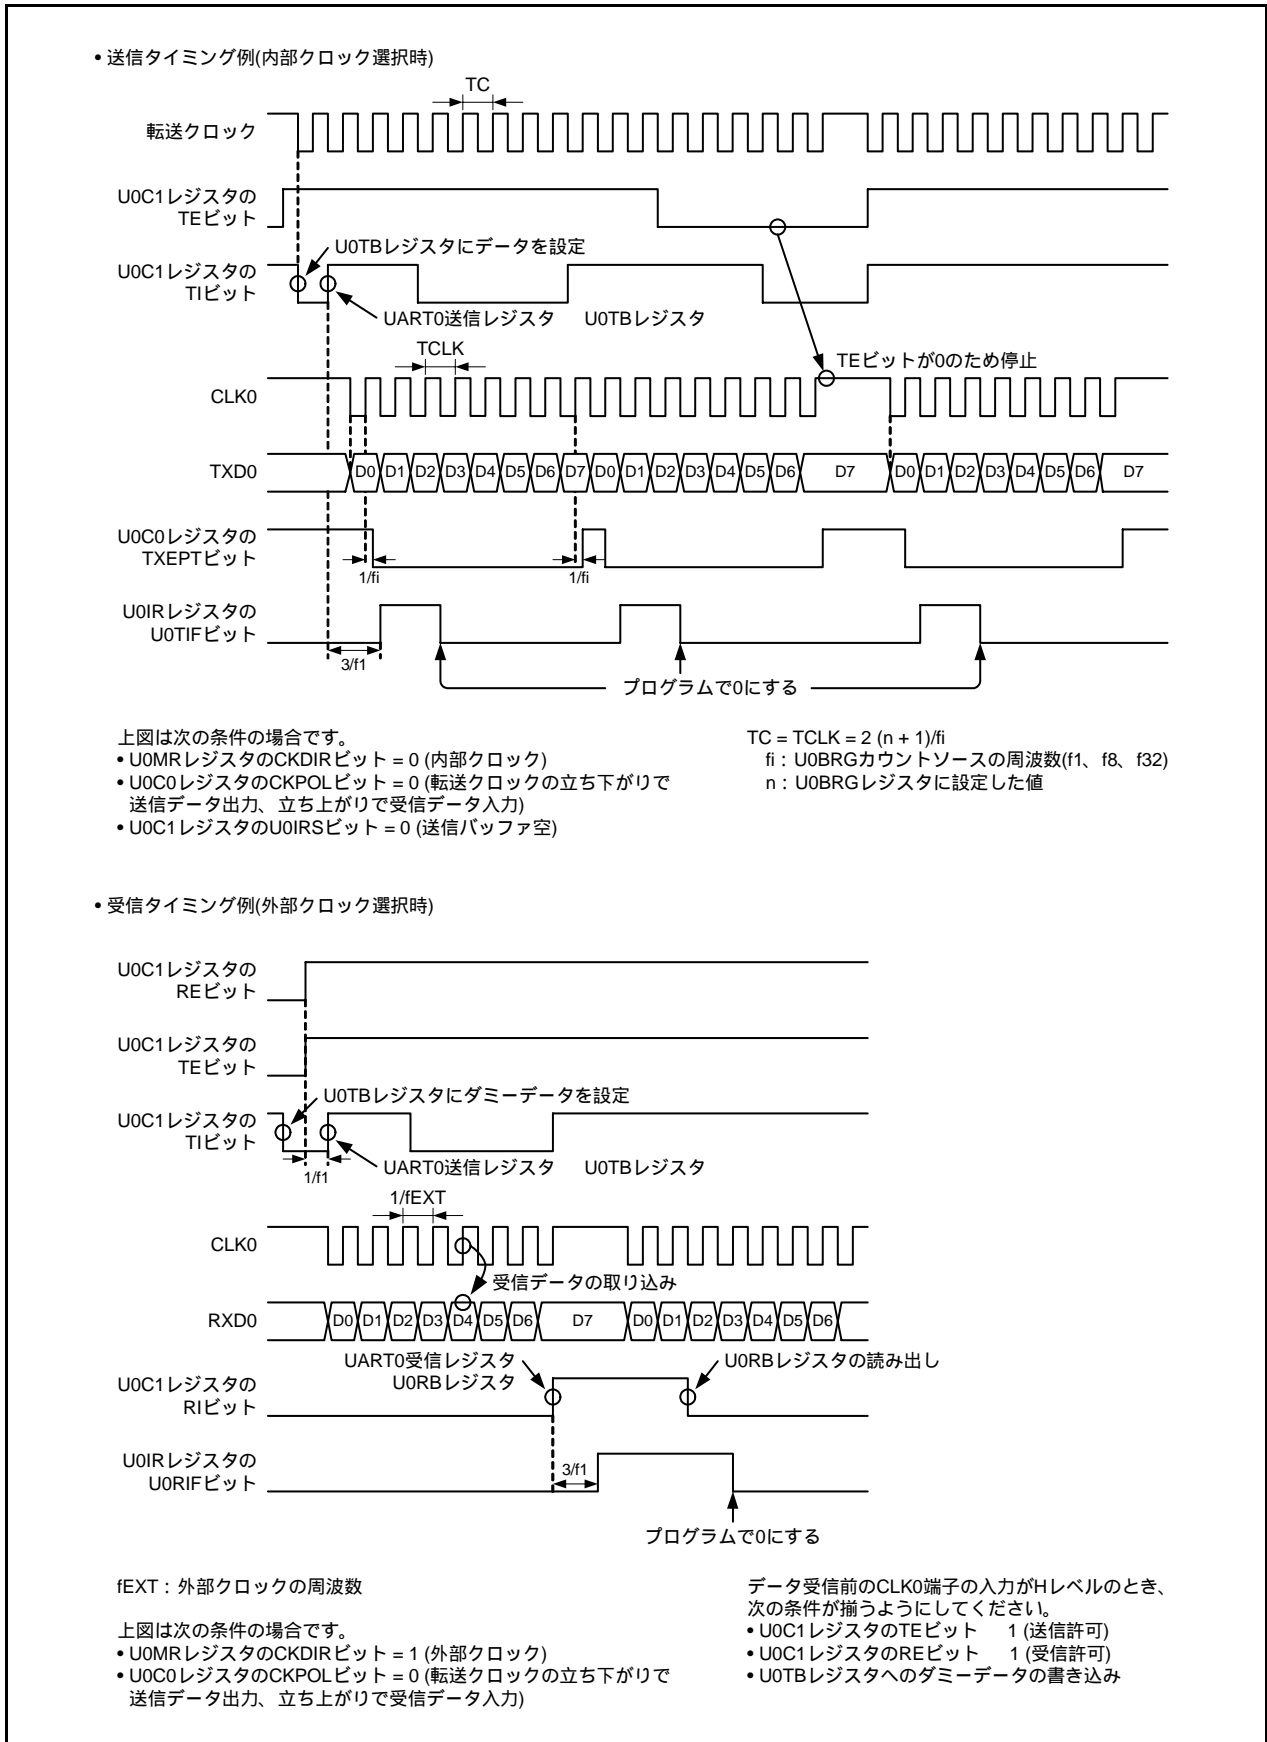 • 送信タイミング例(内部クロック選択時)
TC
転送クロック
U0C1レジスタの
TEビット
U0TBレジスタにデータを設定
U0C1レジスタの
TIビット
UART0送信レジスタ U0TBレジスタ
TCLK
TEビットが0のため停止
CLK0
TXD0
D0 D1 D2 D3 D4 D5 D6 D7 D0 D1 D2 D3 D4 D5 D6 D7 D0 D1 D2 D3 D4 D5 D6 D7
U0C0レジスタの
TXEPTビット
1/fi
1/fi
U0IRレジスタの
U0TIFビット
3/f1
プログラムで0にする
上図は次の条件の場合です。
• U0MRレジスタのCKDIRビット = 0 (内部クロック)
• U0C0レジスタのCKPOLビット = 0 (転送クロックの立ち下がりで
送信データ出力、立ち上がりで受信データ入力)
• U0C1レジスタのU0IRSビット = 0 (送信バッファ空)
TC = TCLK = 2 (n + 1)/fi
fi : U0BRGカウントソースの周波数(f1、f8、f32)
n : U0BRGレジスタに設定した値
• 受信タイミング例(外部クロック選択時)
U0C1レジスタの
REビット
U0C1レジスタの
TEビット
U0TBレジスタにダミーデータを設定
U0C1レジスタの
TIビット
1/f1
UART0送信レジスタ U0TBレジスタ
1/fEXT
CLK0
受信データの取り込み
RXD0
D0 D1 D2 D3 D4 D5 D6 D7 D0 D1 D2 D3 D4 D5 D6
UART0受信レジスタ
U0RBレジスタ
U0RBレジスタの読み出し
U0C1レジスタの
RIビット
U0IRレジスタの
U0RIFビット
3/f1
プログラムで0にする
fEXT : 外部クロックの周波数
上図は次の条件の場合です。
• U0MRレジスタのCKDIRビット = 1 (外部クロック)
• U0C0レジスタのCKPOLビット = 0 (転送クロックの立ち下がりで
送信データ出力、立ち上がりで受信データ入力)
データ受信前のCLK0端子の入力がHレベルのとき、
次の条件が揃うようにしてください。
• U0C1レジスタのTEビット 1 (送信許可)
• U0C1レジスタのREビット 1 (受信許可)
• U0TBレジスタへのダミーデータの書き込み